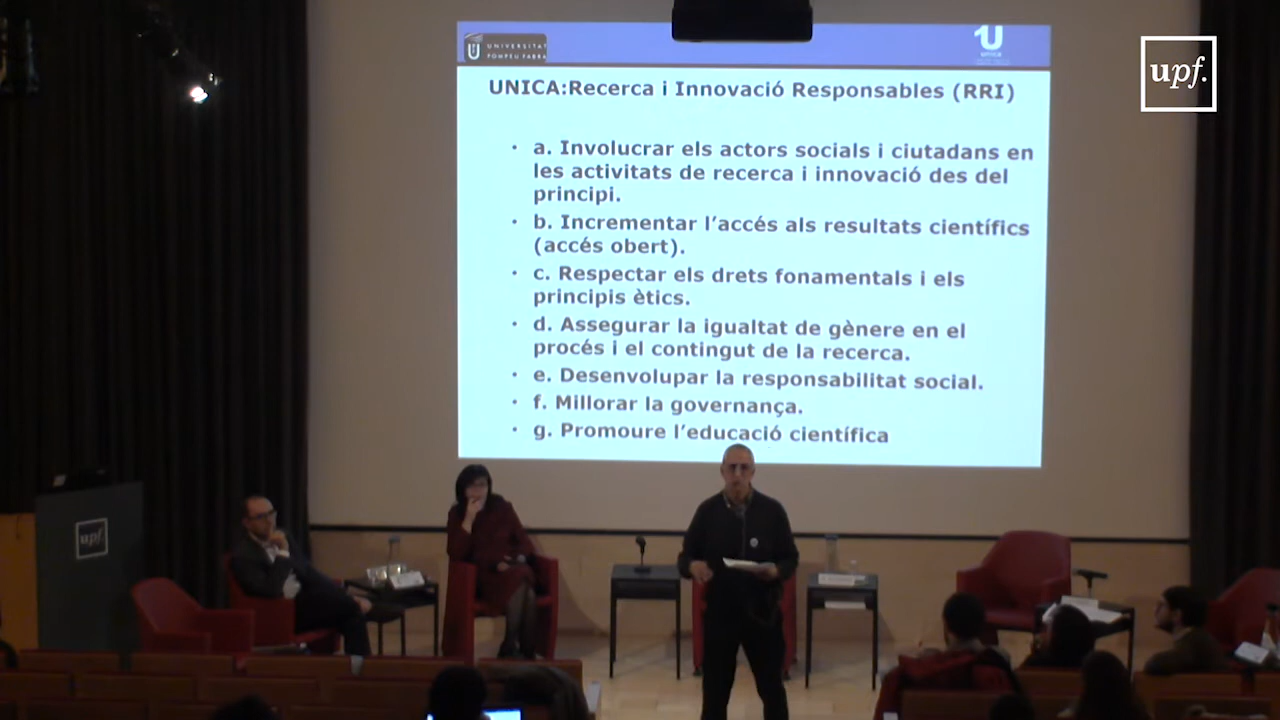 UNIVERSITAT
POMPEU FABRA
upf.
UNICA:Recerca i Innovació Responsables (RRI)
• a. Involucrar els actors socials i ciutadans en
les activitats de recerca i innovació des del
principi.
• b. Incrementar l’accés als resultats científics
(accés obert).
• c. Respectar els drets fonamentals i els
principis ètics.
• d. Assegurar la igualtat de gènere en el
procés i el contingut de la recerca.
• e. Desenvolupar la responsabilitat social.
• f. Millorar la governança.
• g. Promoure l’educació científica
upf.